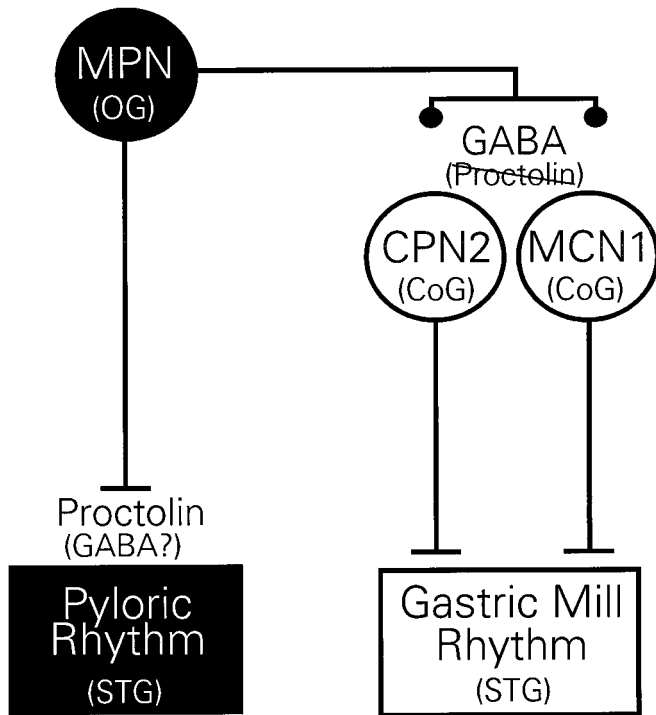 MPN
(OG)
GABA
(Proctolin)
CPN2
(CoG)
MCN1
(CoG)
Proctolin
(GABA?)
Pyloric
Rhythm
(STG)
Gastric Mill
Rhythm
(STG)